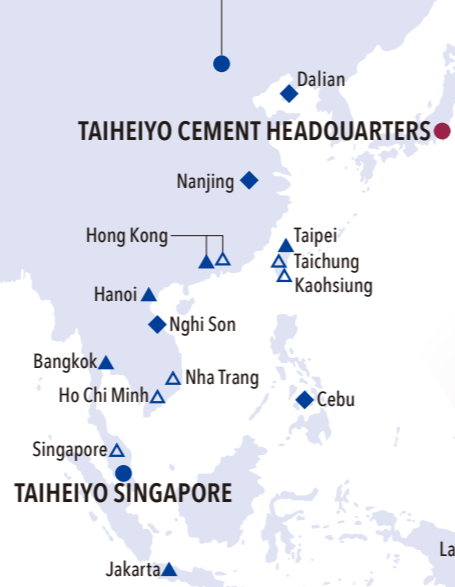 Dalian
TAIHEIYO CEMENT HEADQUARTERS
Nanjing
Hong Kong
Taipei
Taichung
Kaohsiung
Hanoi
Nghi Son
Bangkok
Nha Trang
Ho Chi Minh
Cebu
Singapore
TAIHEIYO SINGAPORE
La
Jakarta